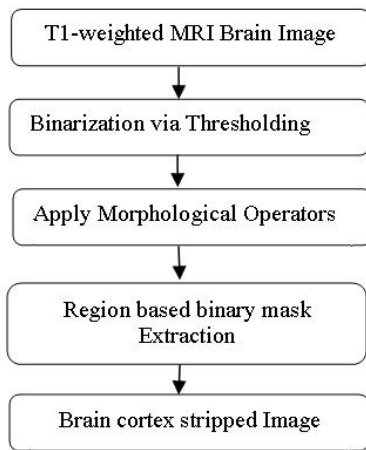 T1-weighted MRI Brain Image
Binarization via Thresholding
Apply Morphological Operators
Region based binary mask
Extraction
Brain cortex stripped Image